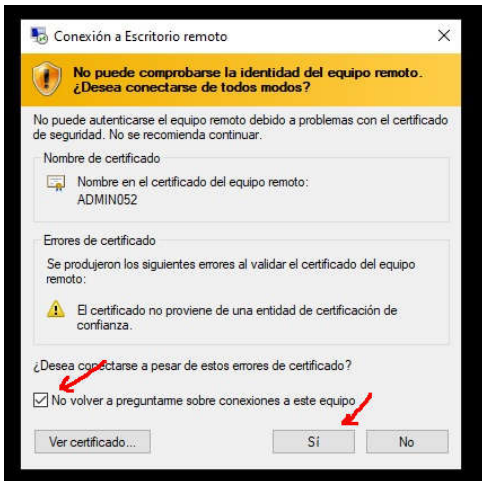 Conexión a Escritorio remoto
No puede comprobarse la identidad del equipo remoto.
¿Desea conectarse de todos modos?
No puede autenticarse el equipo remoto debido a problemas con el certificado
de seguridad. No se recomienda continuar.
Nombre de certificado
Nombre en el certificado del equipo remoto:
ADMIN052
Errores de certificado
Se produjeron los siguientes errores al validar el certificado del equipo
remoto:
El certificado no proviene de una entidad de certificación de
confianza.
¿Desea conectarse a pesar de estos errores de certificado?
No volver a preguntarme sobre conexiones a este equipo
Ver certificado... Sí No